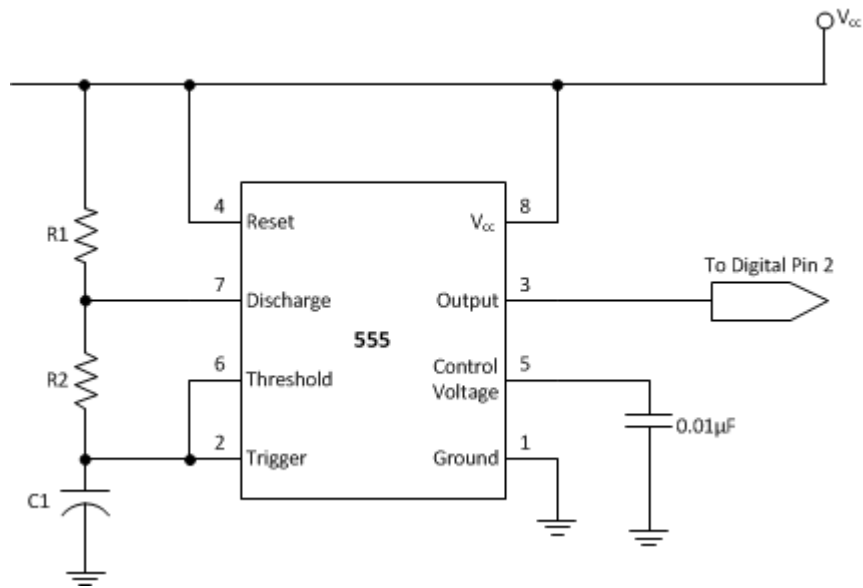 Vcc
4
Reset
Vcc
8
R1
To Digital Pin 2
7
Discharge
Output
3
555
R2
6
Threshold
Control
Voltage
5
0.01µF
2
Trigger
Ground
1
C1